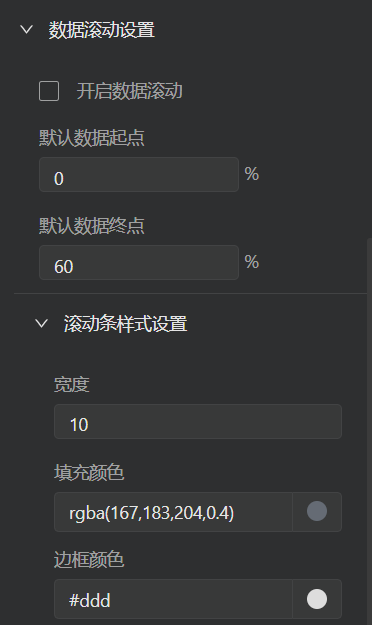 数据滚动设置
开启数据滚动
默认数据起点
0 %
默认数据终点
60 %
滚动条样式设置
宽度
10
填充颜色
rgba(167,183,204,0.4)
边框颜色
#ddd